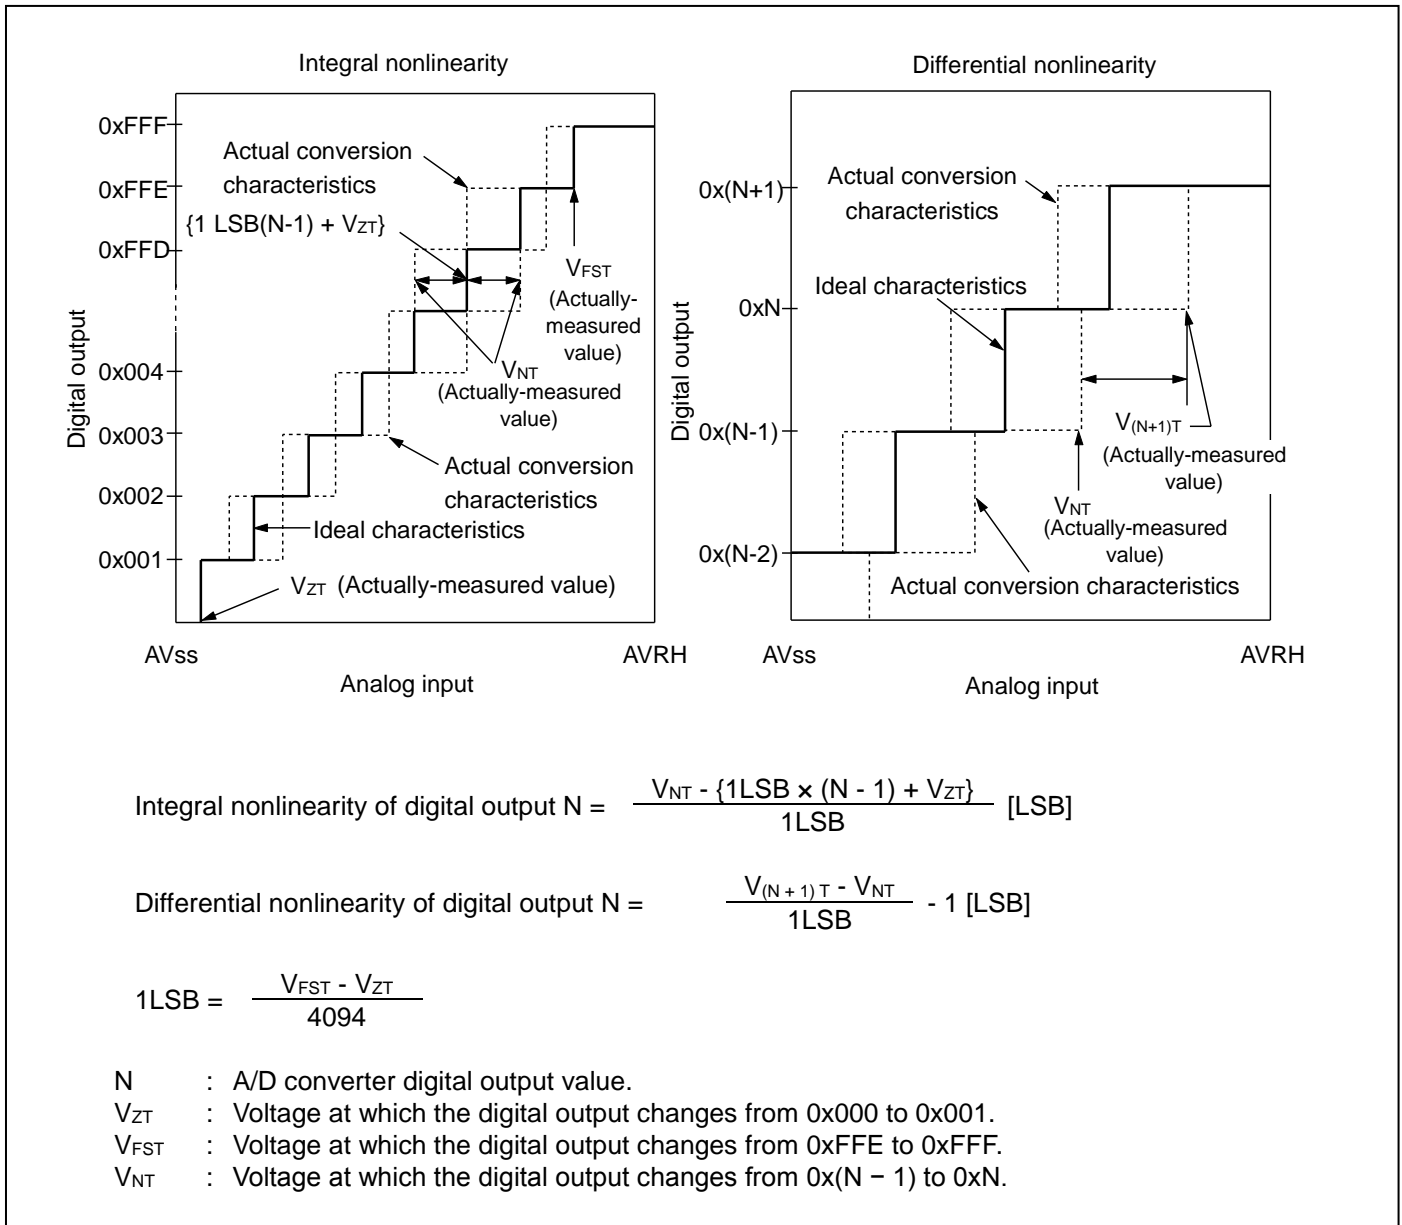 Integral nonlinearity
0xFFF
0xFFE
0xFFD
0x004
0x003
0x002
0x001
Digital output
Actual conversion
characteristics
{1 LSB(N-1) + VZT}
VFST
(Actually-
measured
value)
VNT
(Actually-measured
value)
Actual conversion
characteristics
Ideal characteristics
VZT (Actually-measured value)
AVss
AVRH
Analog input
Differential nonlinearity
0x(N+1)
0xN
0x(N-1)
0x(N-2)
Digital output
Actual conversion
characteristics
Ideal characteristics
V(N+1)T
(Actually-measured
value)
VNT
(Actually-measured
value)
Actual conversion characteristics
AVss
AVRH
Analog input
Integral nonlinearity of digital output N = VNT - {1LSB × (N - 1) + VZT} / 1LSB [LSB]
Differential nonlinearity of digital output N = V(N + 1) T - VNT / 1LSB - 1 [LSB]
1LSB = VFST - VZT / 4094
N : A/D converter digital output value.
VZT : Voltage at which the digital output changes from 0x000 to 0x001.
VFST : Voltage at which the digital output changes from 0xFFE to 0xFFF.
VNT : Voltage at which the digital output changes from 0x(N − 1) to 0xN.